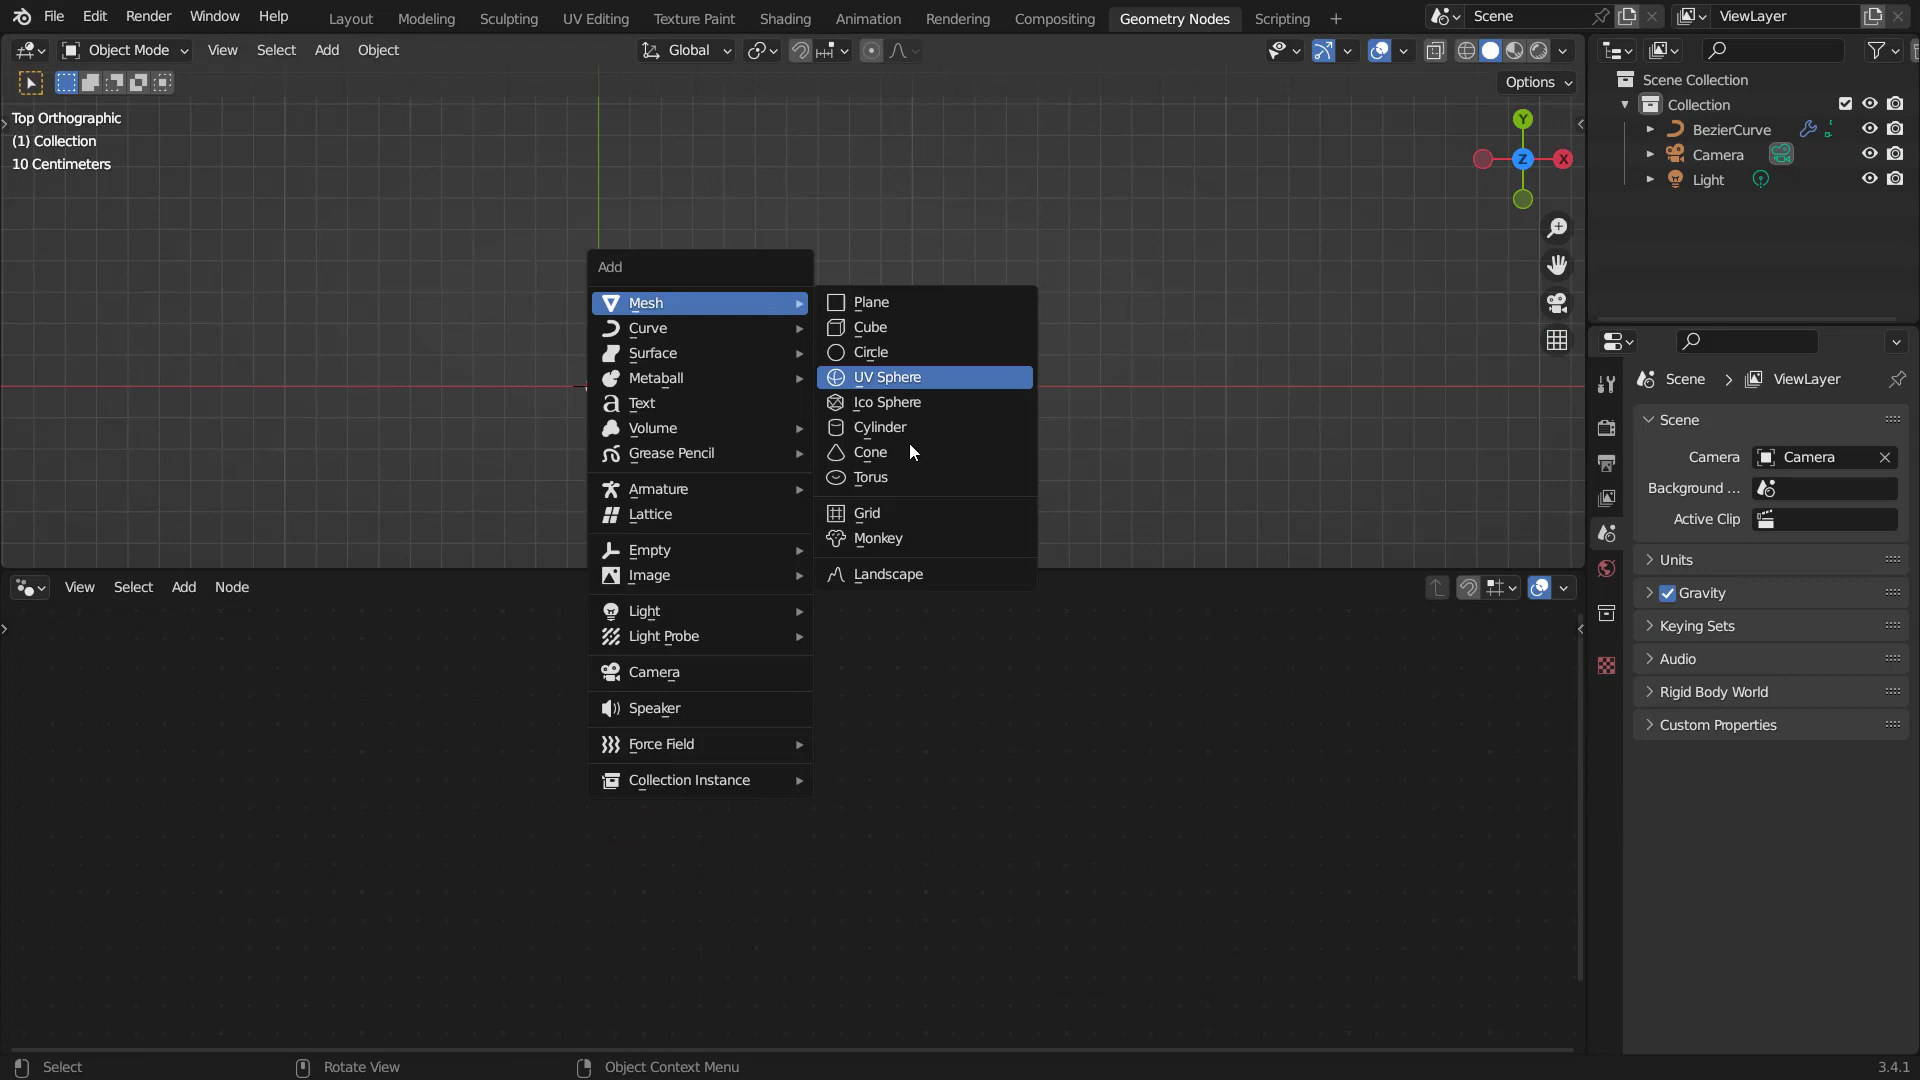 File Edit Render Window Help Layout Modeling Sculpting UV Editing Texture Paint Shading Animation Rendering Compositing Geometry Nodes Scripting + Scene ViewLayer
Object Mode View Select Add Object Global
Options
Top Orthographic
(1) Collection
10 Centimeters
Y
Z
X
Scene Collection
Collection
BezierCurve
Camera
Light
Add
Mesh
Curve
Surface
Metaball
Text
Volume
Grease Pencil
Armature
Lattice
Empty
Image
Light
Light Probe
Camera
Speaker
Force Field
Collection Instance
Plane
Cube
Circle
UV Sphere
Ico Sphere
Cylinder
Cone
Torus
Grid
Monkey
Landscape
Scene > ViewLayer
Scene
Camera Camera
Background ...
Active Clip
Units
Gravity
Keying Sets
Audio
Rigid Body World
Custom Properties
View Select Add Node
Select Rotate View Object Context Menu 3.4.1